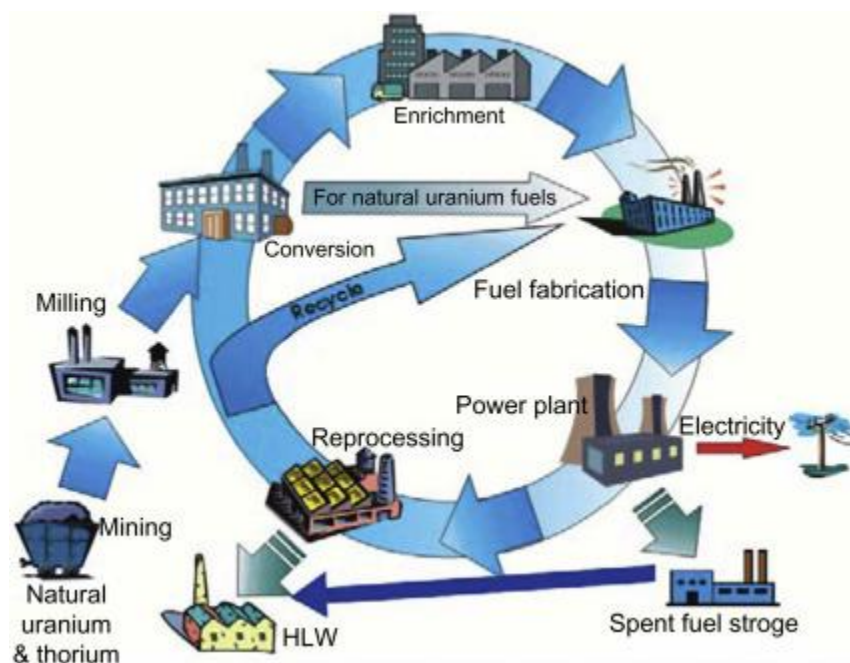 Enrichment
For natural uranium fuels
Conversion
Recycle
Milling
Fuel fabrication
Power plant
Electricity
Reprocessing
Mining
Natural
uranium
& thorium
HLW
Spent fuel stroge